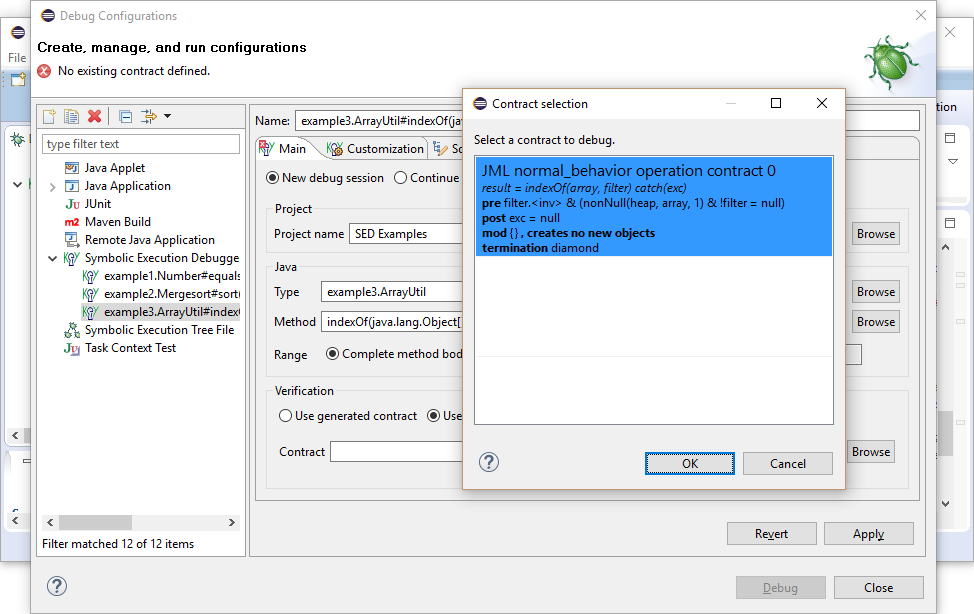 Debug Configurations
Create, manage, and run configurations
No existing contract defined.
File
type filter text
Java Applet
Java Application
JUnit
Maven Build
Remote Java Application
Symbolic Execution Debugge
example1.Number#equals
example2.Mergesort#sort(
example3.ArrayUtil#index
Symbolic Execution Tree File
Task Context Test
Filter matched 12 of 12 items
Name: example3.ArrayUtil#indexOf(ja
Main Customization
New debug session Continue
Project
Project name SED Examples Browse
Java
Type example3.ArrayUtil Browse
Method indexOf(java.lang.Object[ Browse
Range Complete method bod
Verification
Use generated contract Use
Contract Browse
Revert Apply
Debug Close
Contract selection
Select a contract to debug.
JML normal_behavior operation contract 0
result = indexOf(array, filter) catch(exc)
pre filter.<inv> & (nonNull(heap, array, 1) & !filter = null)
post exc = null
mod {}, creates no new objects
termination diamond
OK Cancel